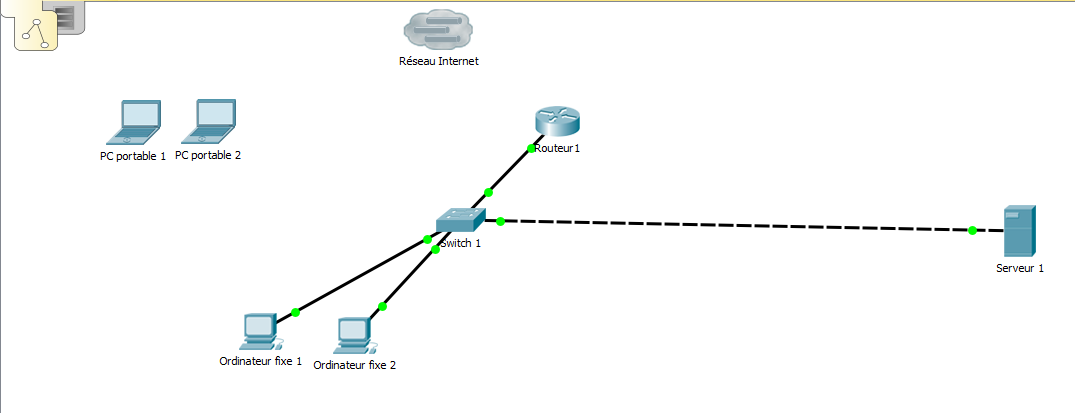 Réseau Internet
PC portable 1
PC portable 2
Routeur1
Switch 1
Serveur 1
Ordinateur fixe 1
Ordinateur fixe 2